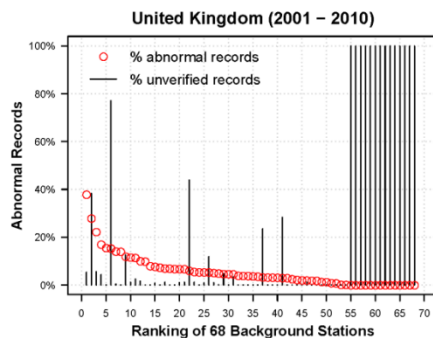 United Kingdom (2001 − 2010)
% abnormal records
% unverified records
Abnormal Records
100%
80%
60%
40%
20%
0%
0 5 10 15 20 25 30 35 40 45 50 55 60 65 70
Ranking of 68 Background Stations